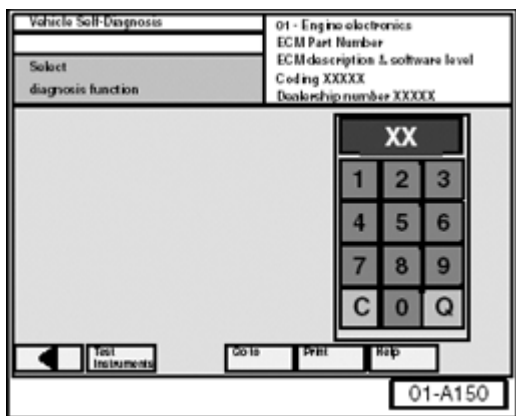 Vehicle Self-Diagnosis
Select
diagnosis function
01 - Engine electronics
ECM Part Number
ECM description & software level
Coding XXXXX
Dealership number XXXXX
XX
1 2 3
4 5 6
7 8 9
C 0 Q
Test
Instruments
Go to
Print
Help
01-A150